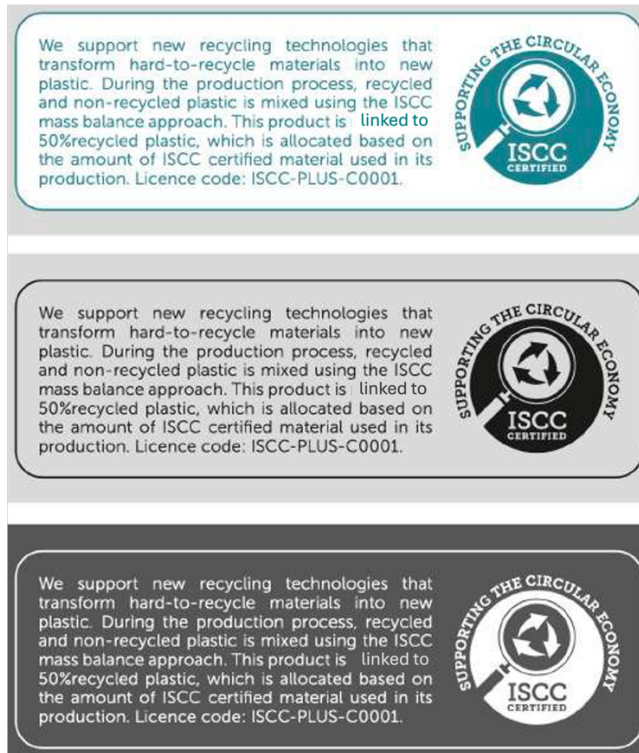 We support new recycling technologies that
transform hard-to-recycle materials into new
plastic. During the production process, recycled
and non-recycled plastic is mixed using the ISCC
mass balance approach. This product is linked to
50%recycled plastic, which is allocated based on
the amount of ISCC certified material used in its
production. Licence code: ISCC-PLUS-C0001.
SUPPORTING THE CIRCULAR ECONOMY
ISCC
CERTIFIED
We support new recycling technologies that
transform hard-to-recycle materials into new
plastic. During the production process, recycled
and non-recycled plastic is mixed using the ISCC
mass balance approach. This product is linked to
50%recycled plastic, which is allocated based on
the amount of ISCC certified material used in its
production. Licence code: ISCC-PLUS-C0001.
SUPPORTING THE CIRCULAR ECONOMY
ISCC
CERTIFIED
We support new recycling technologies that
transform hard-to-recycle materials into new
plastic. During the production process, recycled
and non-recycled plastic is mixed using the ISCC
mass balance approach. This product is linked to
50%recycled plastic, which is allocated based on
the amount of ISCC certified material used in its
production. Licence code: ISCC-PLUS-C0001.
SUPPORTING THE CIRCULAR ECONOMY
ISCC
CERTIFIED